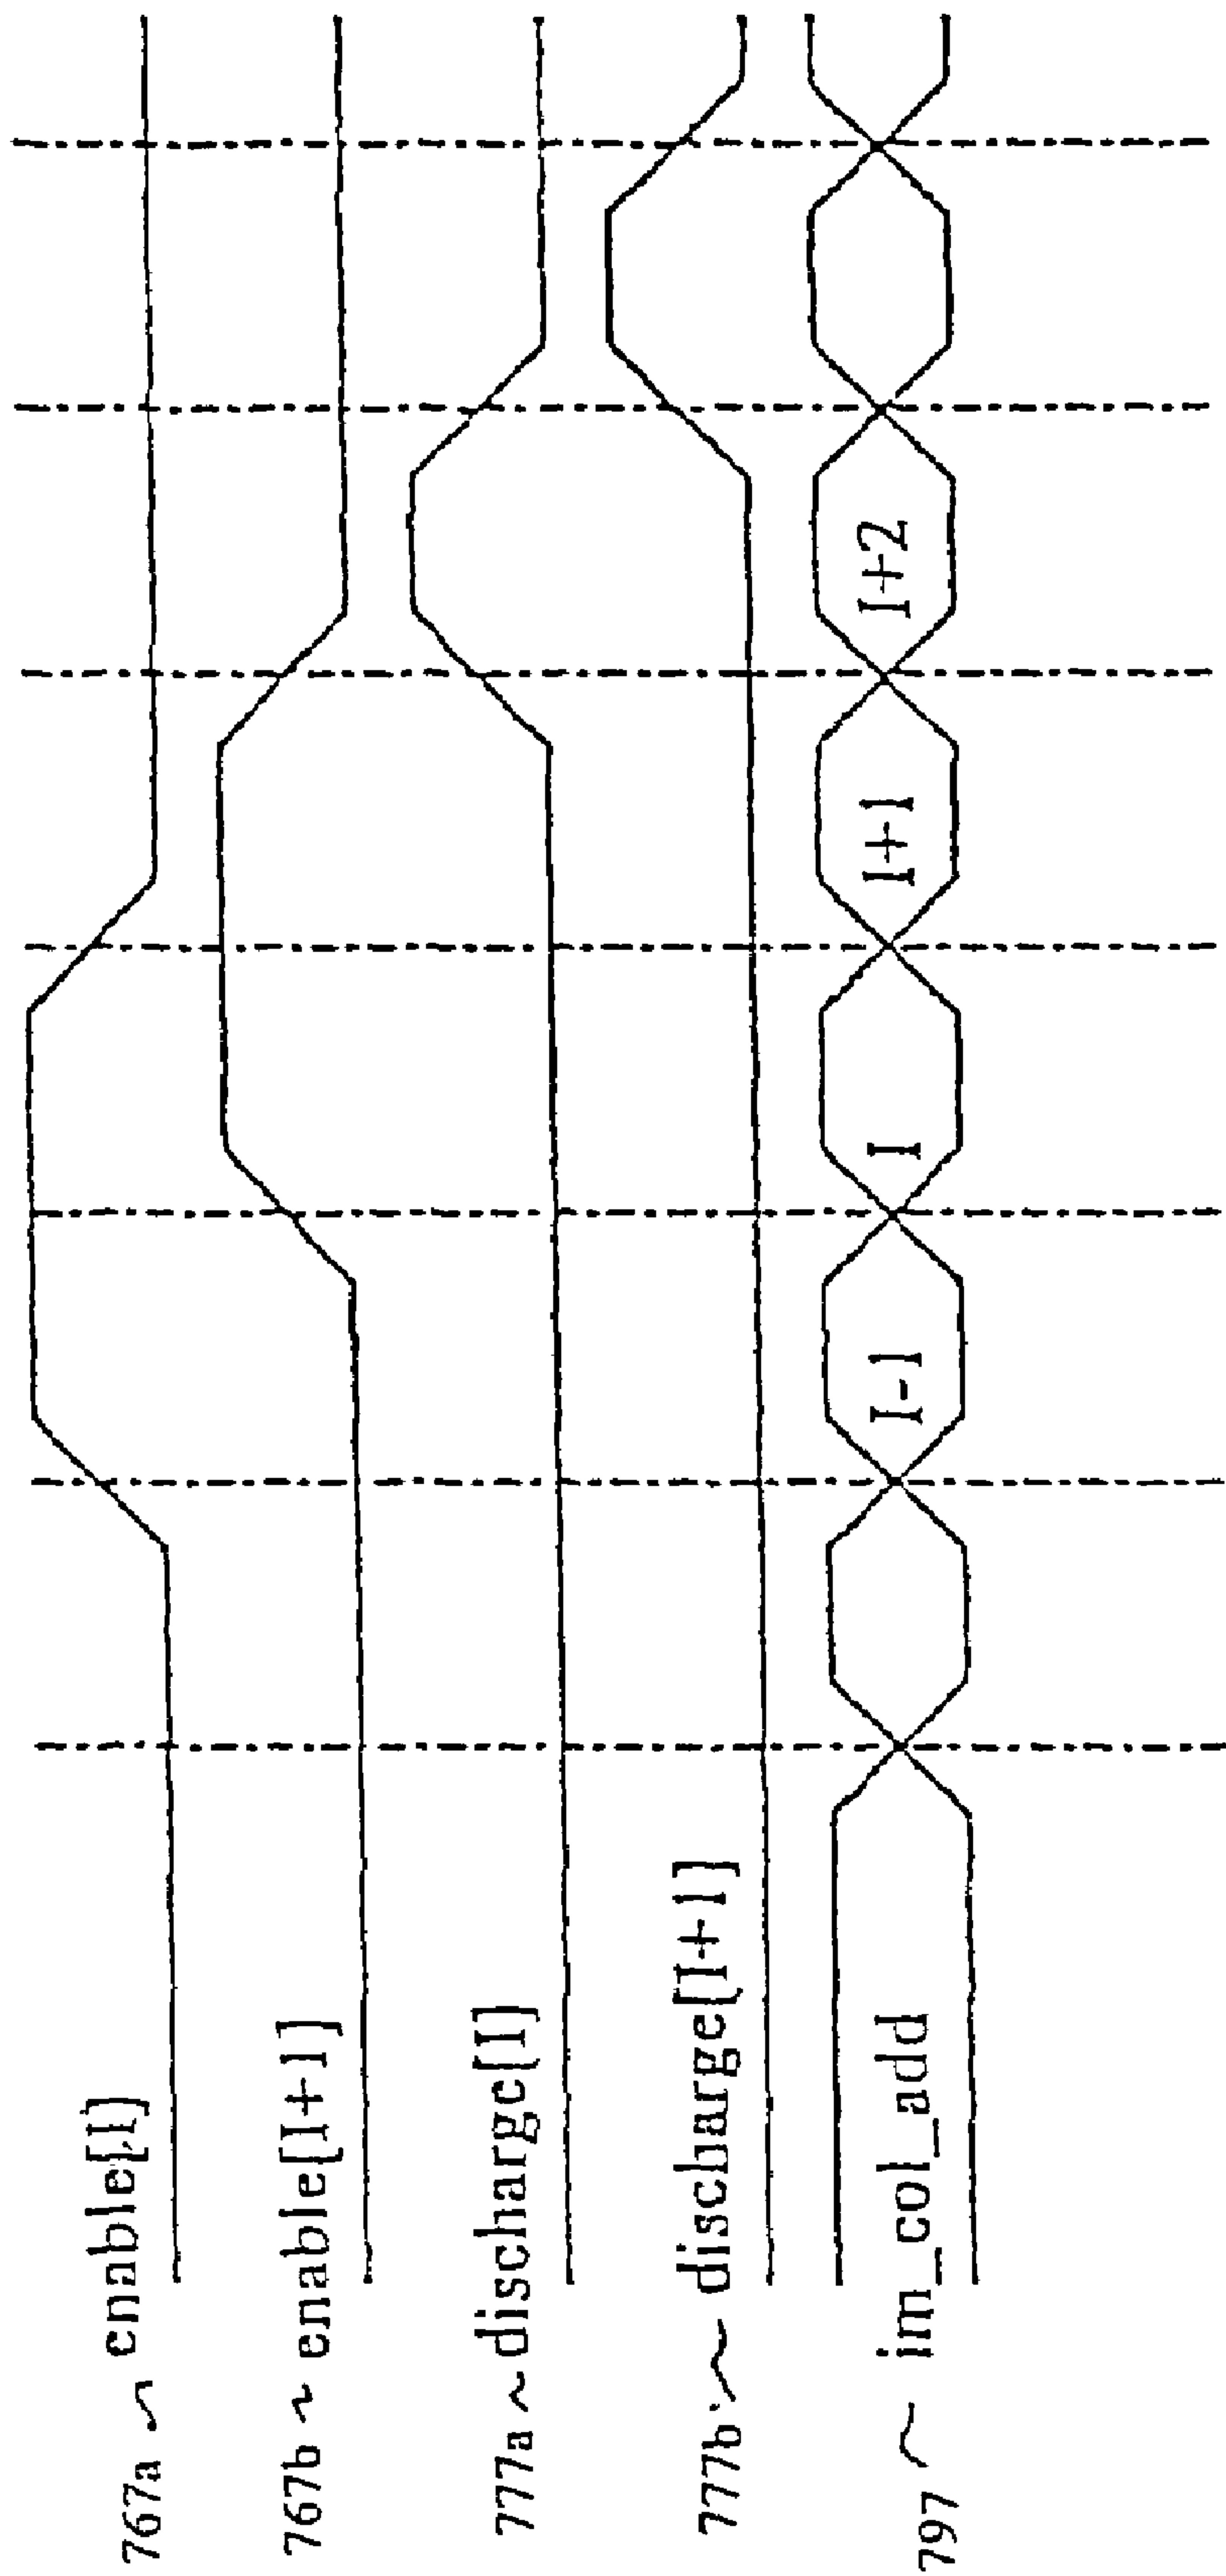 767a enable[I]
767b enable[I+1]
777a discharge[I]
777b discharge[I+1]
797 im_col_add I-1 I I+1 I+2